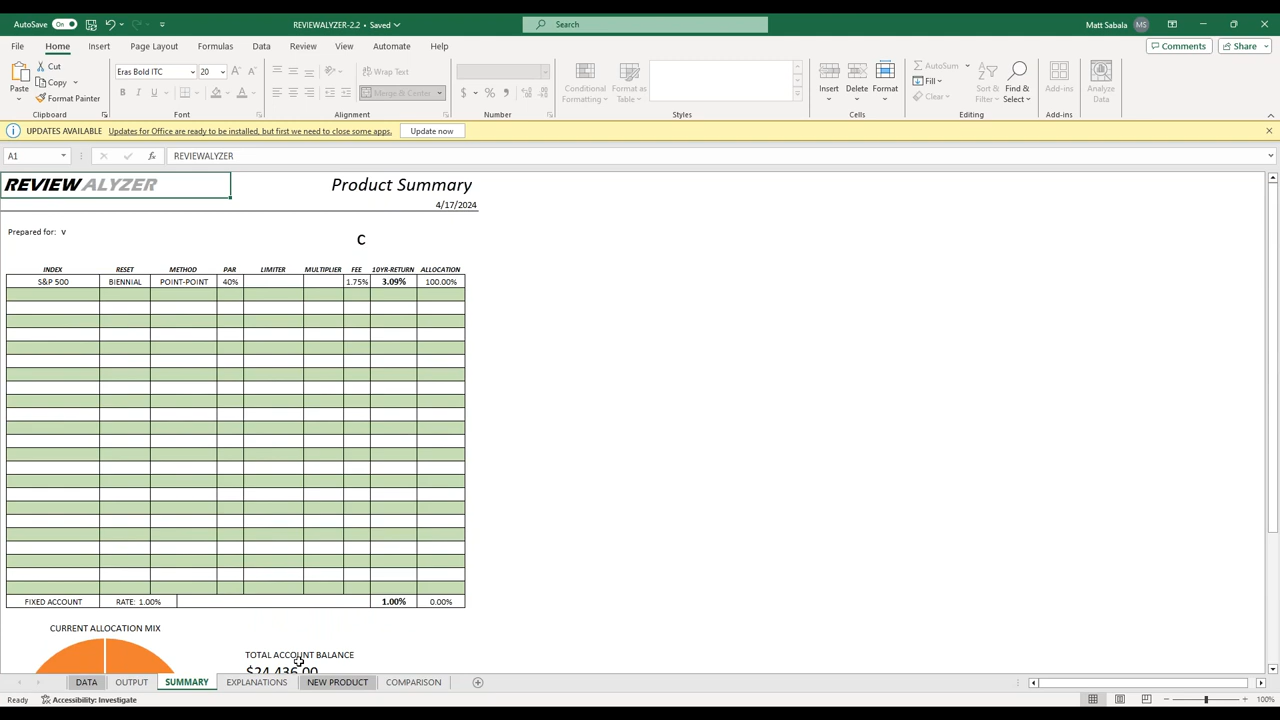 AutoSave On REVIEWALYZER-2.2 • Saved Search Matt Sabala MS
File Home Insert Page Layout Formulas Data Review View Automate Help Comments Share
Paste Cut Copy Format Painter Eras Bold ITC 20 A A B I U A Wrap Text Merge & Center $ % , Conditional Formatting Format as Table Insert Delete Format AutoSum Fill Clear Sort & Filter Find & Select Add-ins Analyze Data
Clipboard Font Alignment Number Styles Cells Editing Add-ins
UPDATES AVAILABLE Updates for Office are ready to be installed, but first we need to close some apps. Update now
A1 fx REVIEWALYZER
REVIEWALYZER Product Summary
4/17/2024
Prepared for: v
C
INDEX RESET METHOD PAR LIMITER MULTIPLIER FEE 10YR-RETURN ALLOCATION
S&P 500 BIENNIAL POINT-POINT 40% 1.75% 3.09% 100.00%
FIXED ACCOUNT RATE: 1.00% 1.00% 0.00%
CURRENT ALLOCATION MIX
TOTAL ACCOUNT BALANCE
$24,436.00
DATA OUTPUT SUMMARY EXPLANATIONS NEW PRODUCT COMPARISON
Ready Accessibility: Investigate 100%